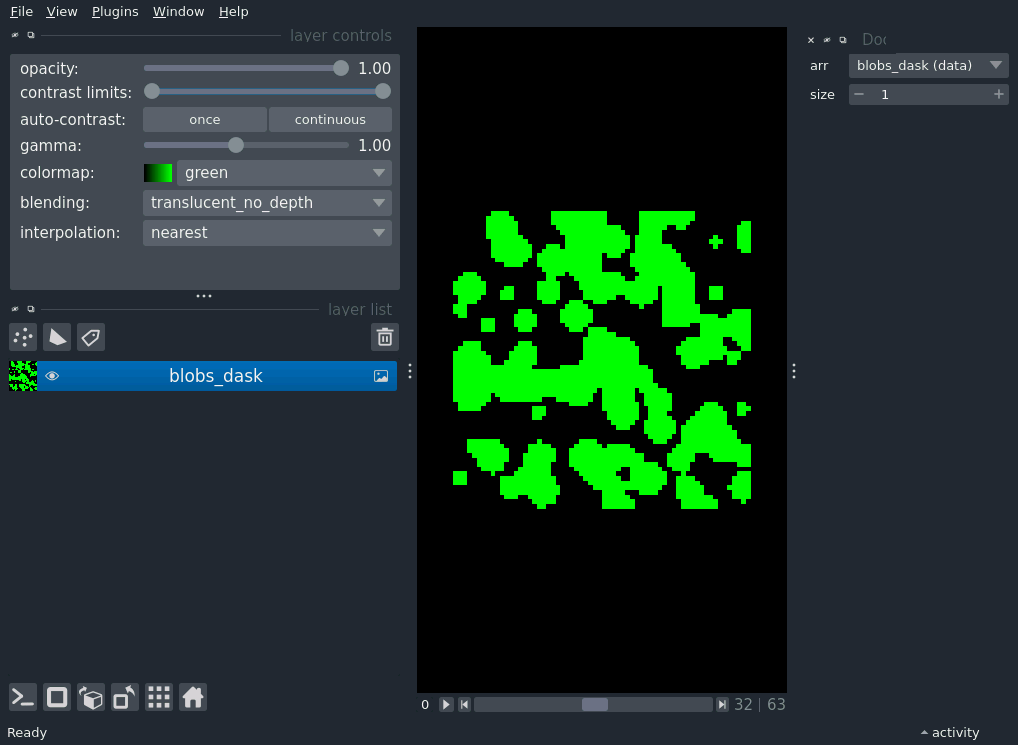 File View Plugins Window Help
layer controls
opacity: 1.00
contrast limits:
auto-contrast: once continuous
gamma: 1.00
colormap: green
blending: translucent_no_depth
interpolation: nearest
layer list
blobs_dask
0 32 | 63
Ready
activity
arr blobs_dask (data)
size 1